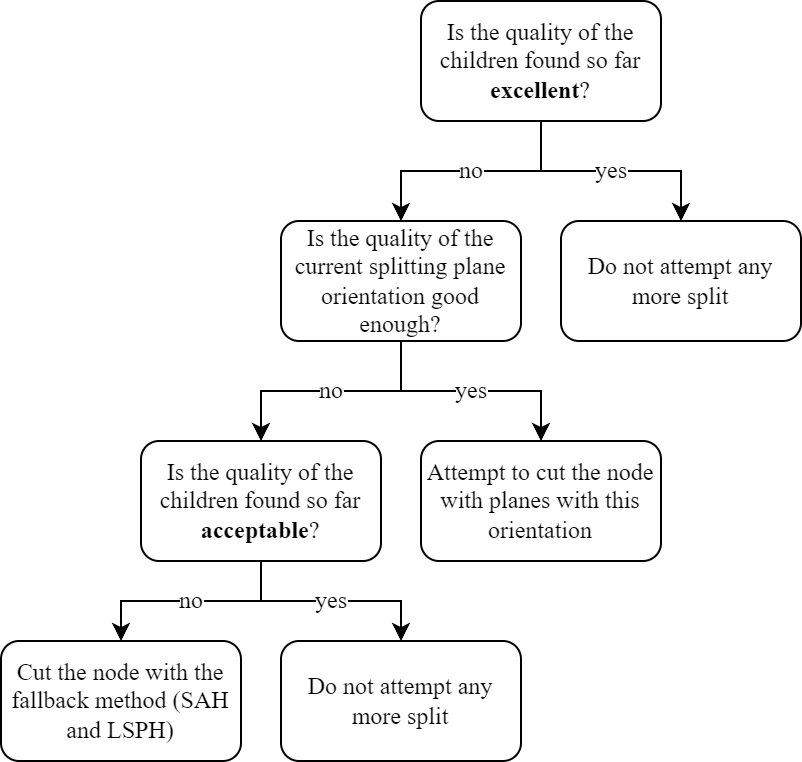 Is the quality of the
children found so far
excellent?
no
yes
Is the quality of the
current splitting plane
orientation good
enough?
Do not attempt any
more split
no
yes
Is the quality of the
children found so far
acceptable?
Attempt to cut the node
with planes with this
orientation
no
yes
Cut the node with the
fallback method (SAH
and LSPH)
Do not attempt any
more split